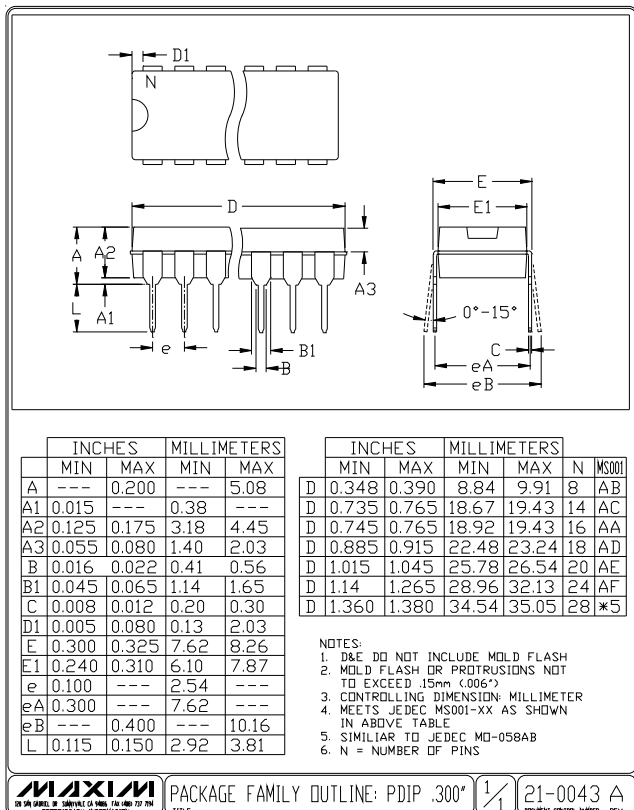 D1
N
D
E
E1
A
A2
A3
L
A1
0°-15°
e
B1
B
C
eA
eB
INCHES MILLIMETERS
MIN MAX MIN MAX
A --- 0.200 --- 5.08
A1 0.015 --- 0.38 ---
A2 0.125 0.175 3.18 4.45
A3 0.055 0.080 1.40 2.03
B 0.016 0.022 0.41 0.56
B1 0.045 0.065 1.14 1.65
C 0.008 0.012 0.20 0.30
D1 0.005 0.080 0.13 2.03
E 0.300 0.325 7.62 8.26
E1 0.240 0.310 6.10 7.87
e 0.100 --- 2.54 ---
eA 0.300 --- 7.62 ---
eB --- 0.400 --- 10.16
L 0.115 0.150 2.92 3.81
INCHES MILLIMETERS
MIN MAX MIN MAX N MS001
D 0.348 0.390 8.84 9.91 8 AB
D 0.735 0.765 18.67 19.43 14 AC
D 0.745 0.765 18.92 19.43 16 AA
D 0.885 0.915 22.48 23.24 18 AD
D 1.015 1.045 25.78 26.54 20 AE
D 1.14 1.265 28.96 32.13 24 AF
D 1.360 1.380 34.54 35.05 28 *5
NOTES:
1. D&E DO NOT INCLUDE MOLD FLASH
2. MOLD FLASH OR PROTRUSIONS NOT
TO EXCEED .15mm (.006")
3. CONTROLLING DIMENSION: MILLIMETER
4. MEETS JEDEC MS001-XX AS SHOWN
IN ABOVE TABLE
5. SIMILIAR TO JEDEC MO-058AB
6. N = NUMBER OF PINS
MAXIM
120 SAN GABRIEL DR SUNNYVALE CA 94086 FAX (408) 737 7194
PACKAGE FAMILY OUTLINE: PDIP .300"
1/1
21-0043 A
TITLE